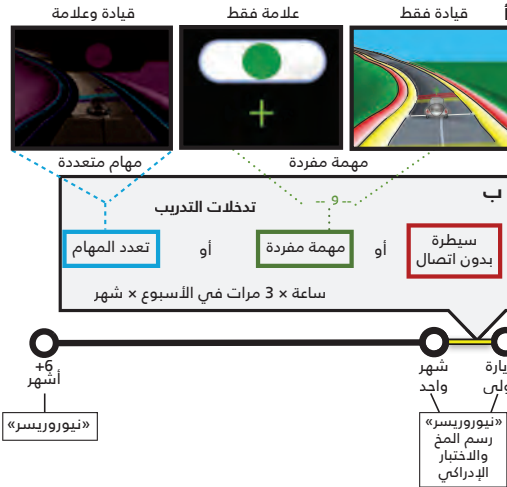 أ
قيادة فقط
علامة فقط
قيادة وعلامة
مهمة مفردة
مهام متعددة
ب
تدخلات التدريب
-- 9 --
سيطرة
بدون اتصال
أو
مهمة مفردة
أو
تعدد المهام
ساعة × 3 مرات في الأسبوع × شهر
شهر
واحد
+6
أشهر
«نيوروريسر»
رسم المخ
والاختبار
الإدراكي
«نيوروريسر»